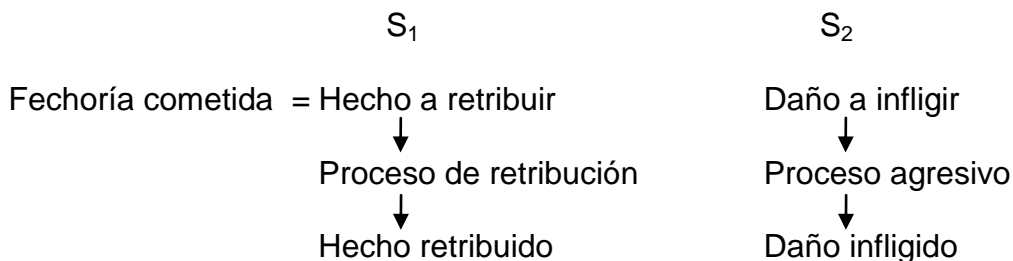 S₁ S₂
Fechoría cometida = Hecho a retribuir Daño a infligir
Proceso de retribución Proceso agresivo
Hecho retribuido Daño infligido